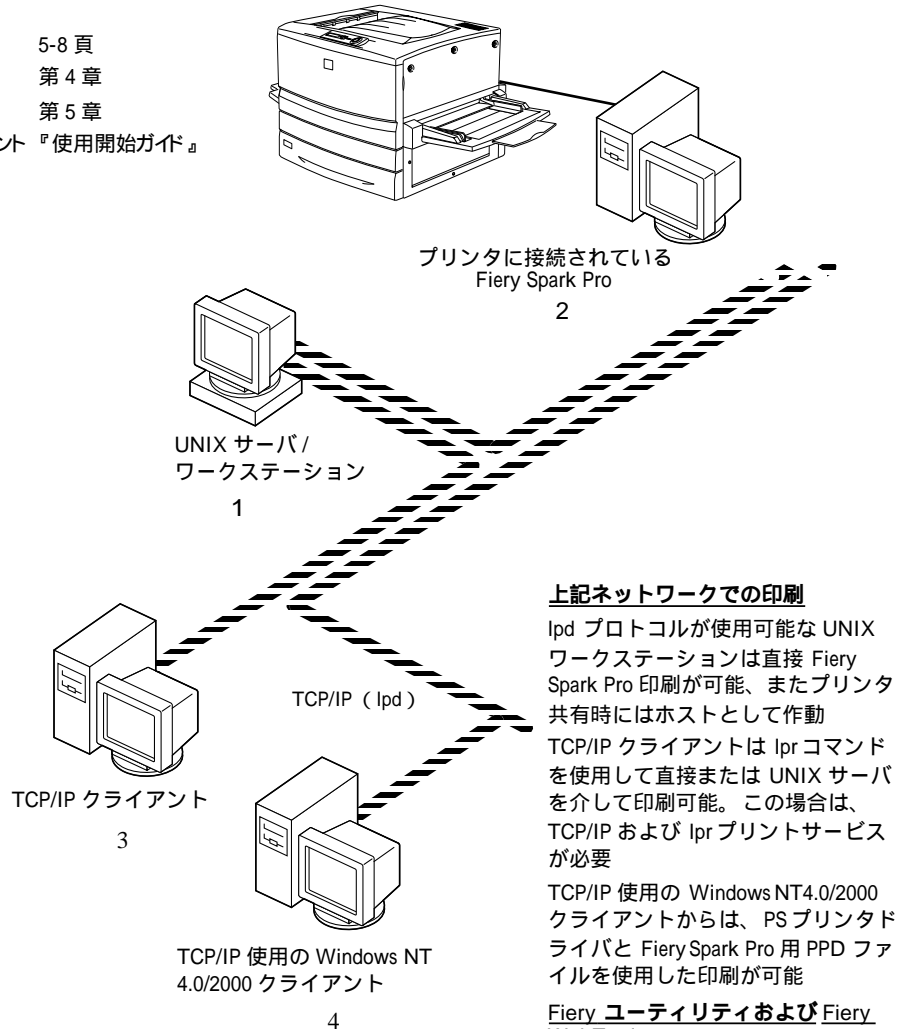 5-8 頁
第 4 章
第 5 章
ント『使用開始ガイド』
プリンタに接続されている
Fiery Spark Pro
2
UNIX サーバ /
ワークステーション
1
TCP/IP（lpd）
TCP/IP クライアント
3
TCP/IP 使用の Windows NT
4.0/2000 クライアント
4
上記ネットワークでの印刷
lpd プロトコルが使用可能な UNIX
ワークステーションは直接 Fiery
Spark Pro 印刷が可能、またプリンタ
共有時にはホストとして作動
TCP/IP クライアントは lpr コマンド
を使用して直接または UNIX サーバ
を介して印刷可能。この場合は、
TCP/IP および lpr プリントサービス
が必要
TCP/IP 使用の Windows NT4.0/2000
クライアントからは、PS プリンタド
ライバと Fiery Spark Pro 用 PPD ファ
イルを使用した印刷が可能
Fiery ユーティリティおよび Fiery